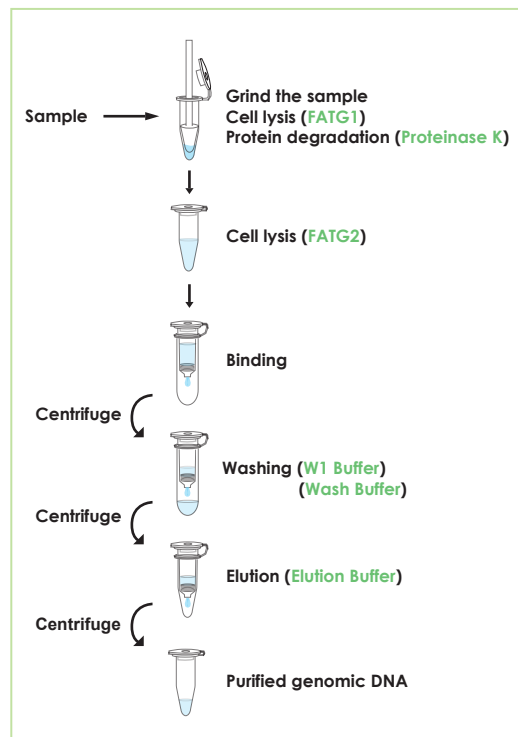 Grind the sample
Sample
Cell lysis (FATG1)
Protein degradation (Proteinase K)
Cell lysis (FATG2)
Binding
Centrifuge
Washing (W1 Buffer)
(Wash Buffer)
Centrifuge
Elution (Elution Buffer)
Centrifuge
Purified genomic DNA